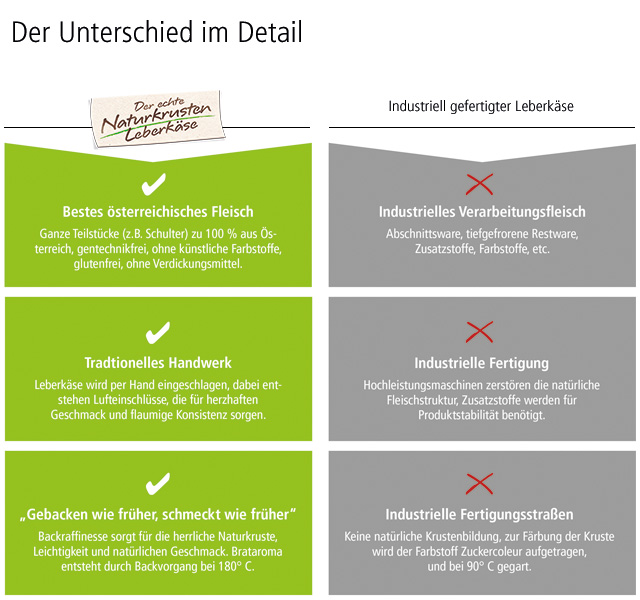 Der Unterschied im Detail
Der echte
Naturkrusten
Leberkäse
Industriell gefertigter Leberkäse
Bestes österreichisches Fleisch
Ganze Teilstücke (z.B. Schulter) zu 100 % aus Ös-
terreich, gentechnikfrei, ohne künstliche Farbstoffe,
glutenfrei, ohne Verdickungsmittel.
Industrielles Verarbeitungsfleisch
Abschnittsware, tiefgefrorene Restware,
Zusatzstoffe, Farbstoffe, etc.
Tradtionelles Handwerk
Leberkäse wird per Hand eingeschlagen, dabei ent-
stehen Lufteinschlüsse, die für herzhaften
Geschmack und flaumige Konsistenz sorgen.
Industrielle Fertigung
Hochleistungsmaschinen zerstören die natürliche
Fleischstruktur, Zusatzstoffe werden für
Produktstabilität benötigt.
„Gebacken wie früher, schmeckt wie früher“
Backraffinesse sorgt für die herrliche Naturkruste,
Leichtigkeit und natürlichen Geschmack. Brataroma
entsteht durch Backvorgang bei 180° C.
Industrielle Fertigungsstraßen
Keine natürliche Krustenbildung, zur Färbung der Kruste
wird der Farbstoff Zuckercoleur aufgetragen,
und bei 90° C gegart.